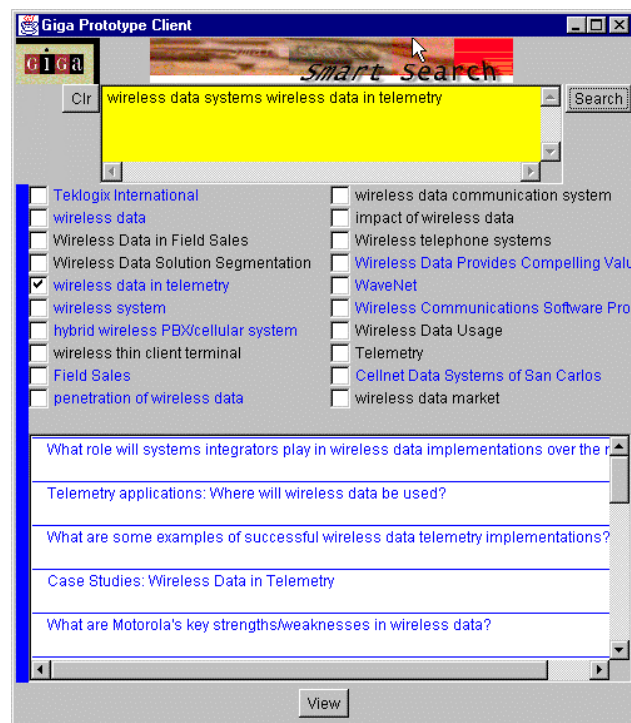 Giga Prototype Client
GiGa
Smart Search
Clr
wireless data systems wireless data in telemetry
Search
Teklogix International
wireless data communication system
wireless data
impact of wireless data
Wireless Data in Field Sales
Wireless telephone systems
Wireless Data Solution Segmentation
Wireless Data Provides Compelling Valu
wireless data in telemetry
WaveNet
wireless system
Wireless Communications Software Pro
hybrid wireless PBX/cellular system
Wireless Data Usage
wireless thin client terminal
Telemetry
Field Sales
Cellnet Data Systems of San Carlos
penetration of wireless data
wireless data market
What role will systems integrators play in wireless data implementations over the r
Telemetry applications: Where will wireless data be used?
What are some examples of successful wireless data telemetry implementations?
Case Studies: Wireless Data in Telemetry
What are Motorola's key strengths/weaknesses in wireless data?
View